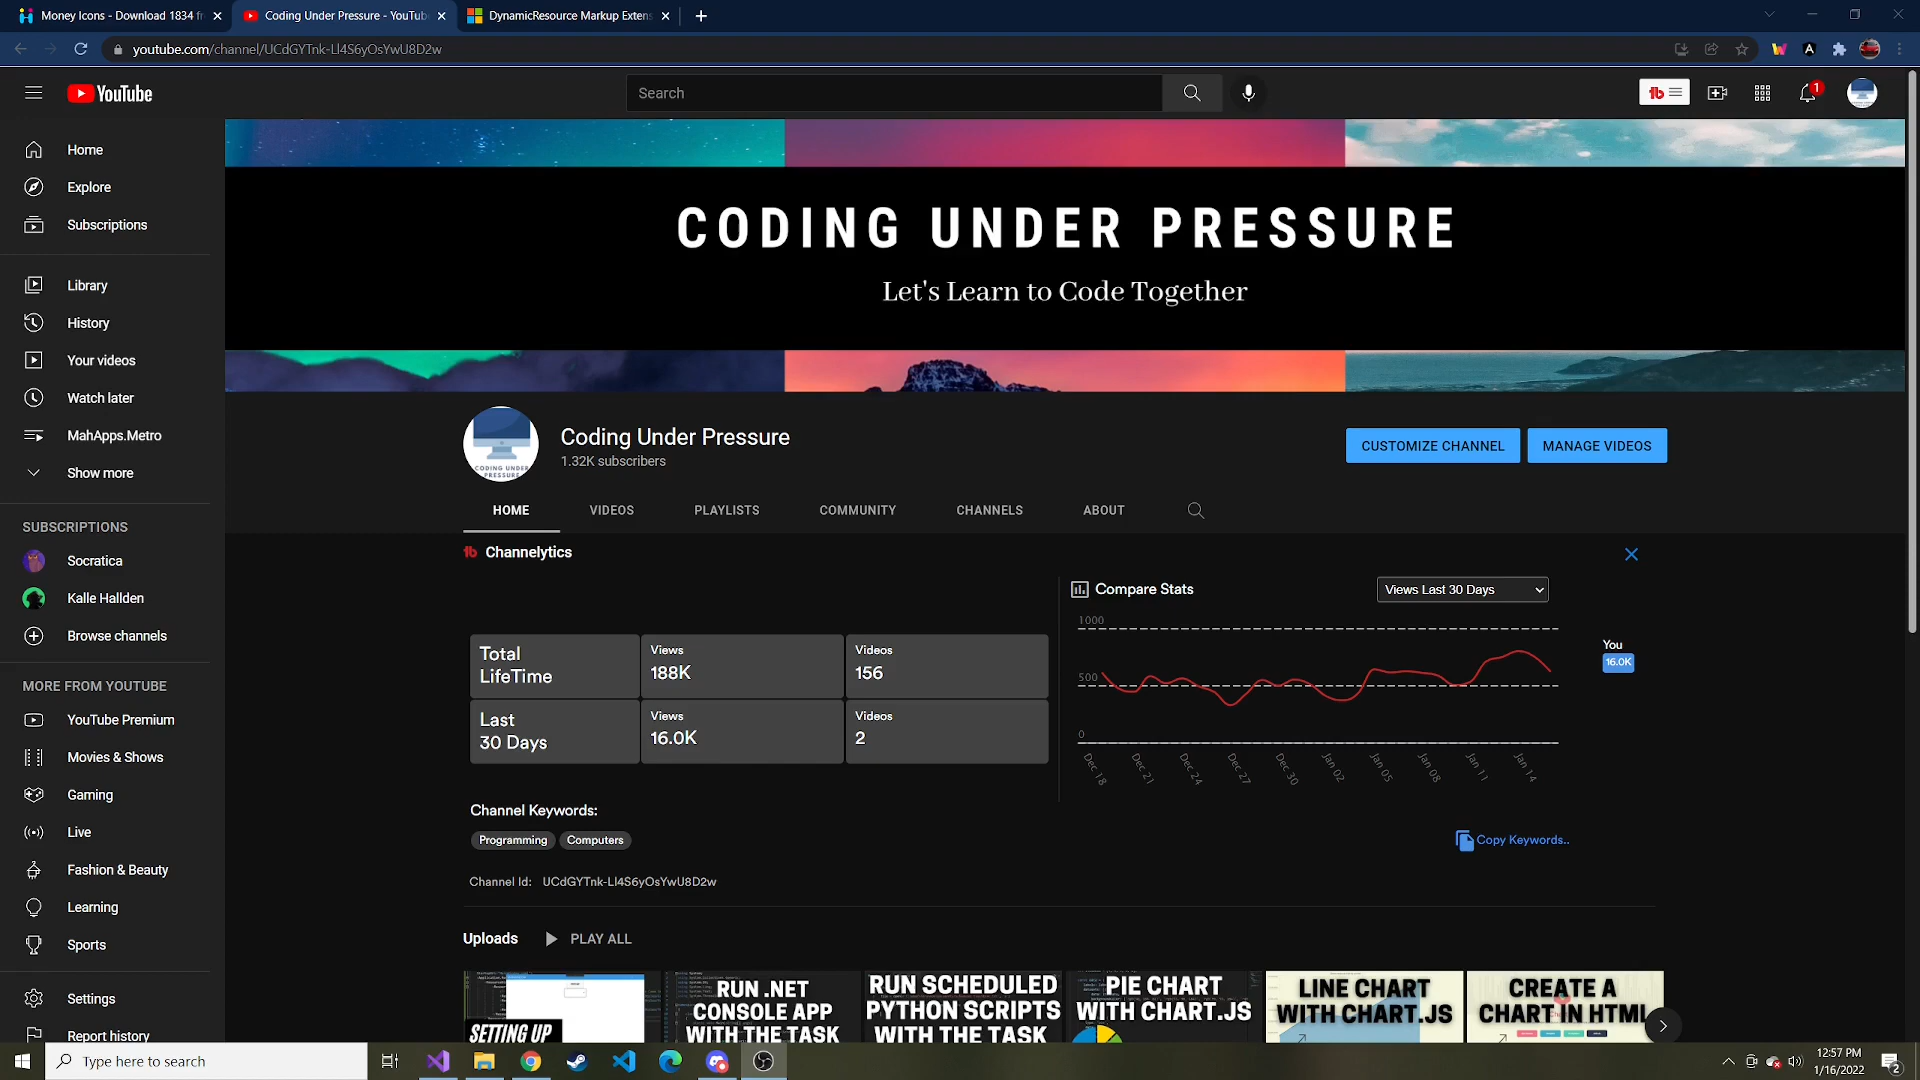 Money Icons - Download 1834 fr
Coding Under Pressure - YouTub
DynamicResource Markup Extens
youtube.com/channel/UCdGYTnk-Ll4S6yOsYwU8D2w
YouTube
Search
1
Home
Explore
Subscriptions
Library
History
Your videos
Watch later
MahApps.Metro
Show more
SUBSCRIPTIONS
Socratica
Kalle Hallden
Browse channels
MORE FROM YOUTUBE
YouTube Premium
Movies & Shows
Gaming
Live
Fashion & Beauty
Learning
Sports
Settings
Report history
CODING UNDER PRESSURE
Let's Learn to Code Together
CODING UNDER
PRESSURE
Coding Under Pressure
1.32K subscribers
CUSTOMIZE CHANNEL
MANAGE VIDEOS
HOME
VIDEOS
PLAYLISTS
COMMUNITY
CHANNELS
ABOUT
Channelytics
Total
LifeTime
Views
188K
Videos
156
Last
30 Days
Views
16.0K
Videos
2
Compare Stats
Views Last 30 Days
1000
500
0
Dec 18
Dec 21
Dec 24
Dec 27
Dec 30
Jan 02
Jan 05
Jan 08
Jan 11
Jan 14
You
16.0K
Channel Keywords:
Programming
Computers
Copy Keywords..
Channel Id: UCdGYTnk-Ll4S6yOsYwU8D2w
Uploads
PLAY ALL
SETTING UP
RUN .NET
CONSOLE APP
WITH THE TASK
RUN SCHEDULED
PYTHON SCRIPTS
WITH THE TASK
PIE CHART
WITH CHART.JS
LINE CHART
WITH CHART.JS
CREATE A
CHART IN HTML
Type here to search
12:57 PM
1/16/2022
2